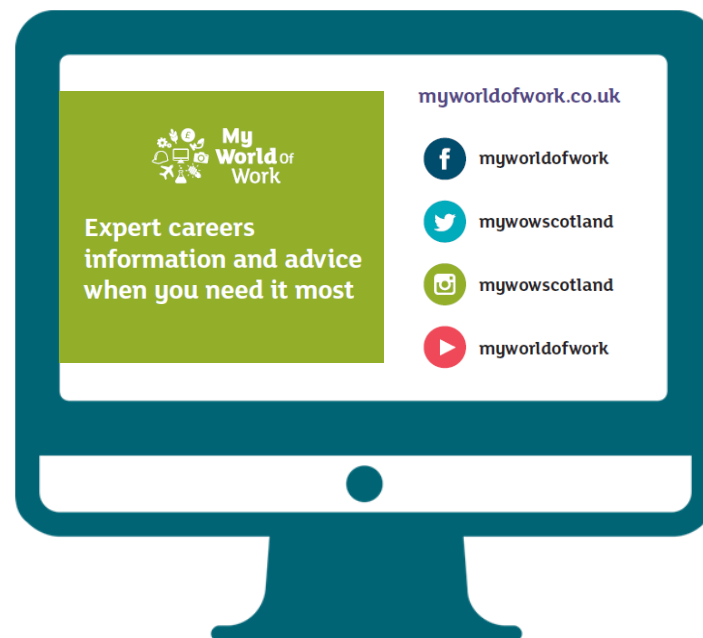 My
World Of
Work
Expert careers
information and advice
when you need it most
myworldofwork.co.uk
myworldofwork
mywowscotland
mywowscotland
myworldofwork